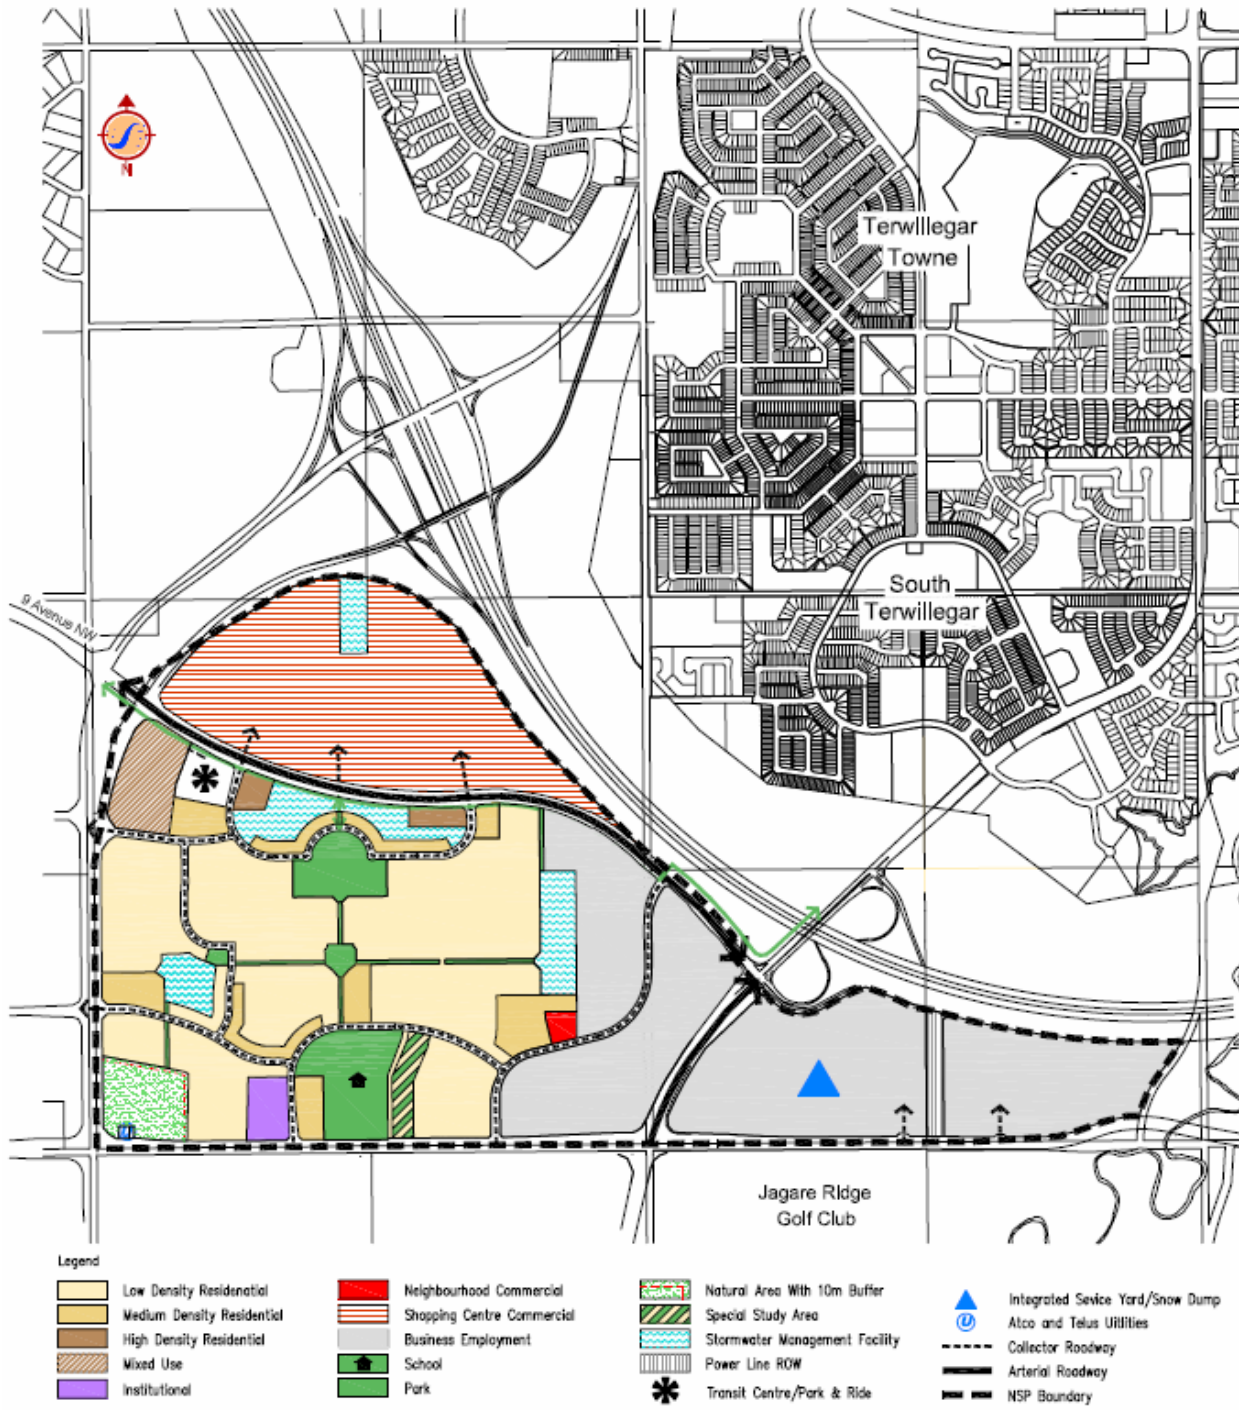 N
Terwillegar
Towne
9 Avenue NW
South
Terwillegar
Jagare RIdge
Golf Club
Legend
Low Density Residenatial
Medium Density Residential
High Density Residential
Mixed Use
Institutional
Neighbourhood Commercial
Shopping Centre Commercial
Business Employment
School
Park
Natural Area With 10m Buffer
Special Study Area
Stormwater Management Facility
Power Line ROW
Transit Centre/Park & Ride
Integrated Sevice Yard/Snow Dump
Atco and Telus Uitlities
Collector Roadway
Arterial Roadway
NSP Boundary